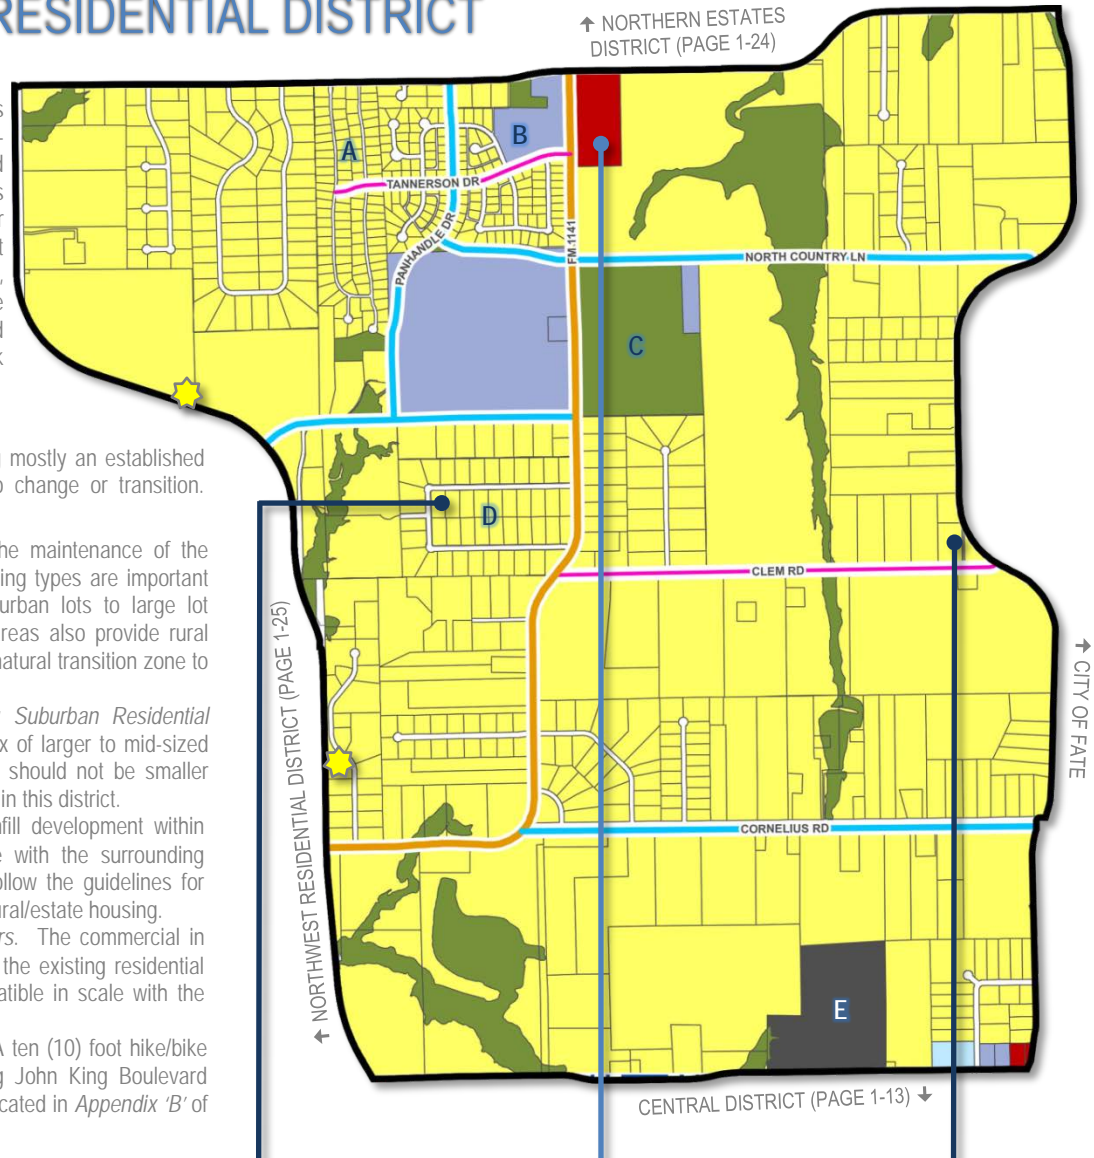 RESIDENTIAL DISTRICT
↑ NORTHERN ESTATES
DISTRICT (PAGE 1-24)
s
d
s
r
t
,
e
d
k
mostly an established
change or transition.
he maintenance of the
ing types are important
urban lots to large lot
reas also provide rural
natural transition zone to
Suburban Residential
x of larger to mid-sized
should not be smaller
in this district.
nfill development within
e with the surrounding
ollow the guidelines for
ural/estate housing.
rs. The commercial in
the existing residential
atible in scale with the
A ten (10) foot hike/bike
g John King Boulevard
cated in Appendix ‘B’ of
A
B
TANNERSON DR
PANHANDLE DR
FM 1141
NORTH COUNTRY LN
C
D
CLEM RD
CORNELIUS RD
E
← NORTHWEST RESIDENTIAL DISTRICT (PAGE 1-25)
↑ CITY OF FATE
CENTRAL DISTRICT (PAGE 1-13) ↓